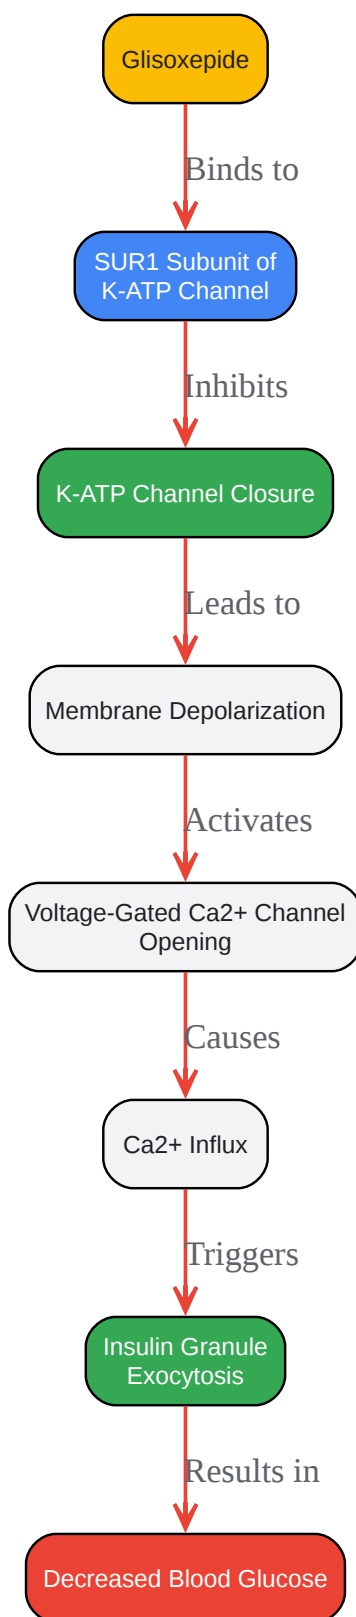 Glisoxepide
Binds to
SUR1 Subunit of
K-ATP Channel
Inhibits
K-ATP Channel Closure
Leads to
Membrane Depolarization
Activates
Voltage-Gated Ca2+ Channel
Opening
Causes
Ca2+ Influx
Triggers
Insulin Granule
Exocytosis
Results in
Decreased Blood Glucose